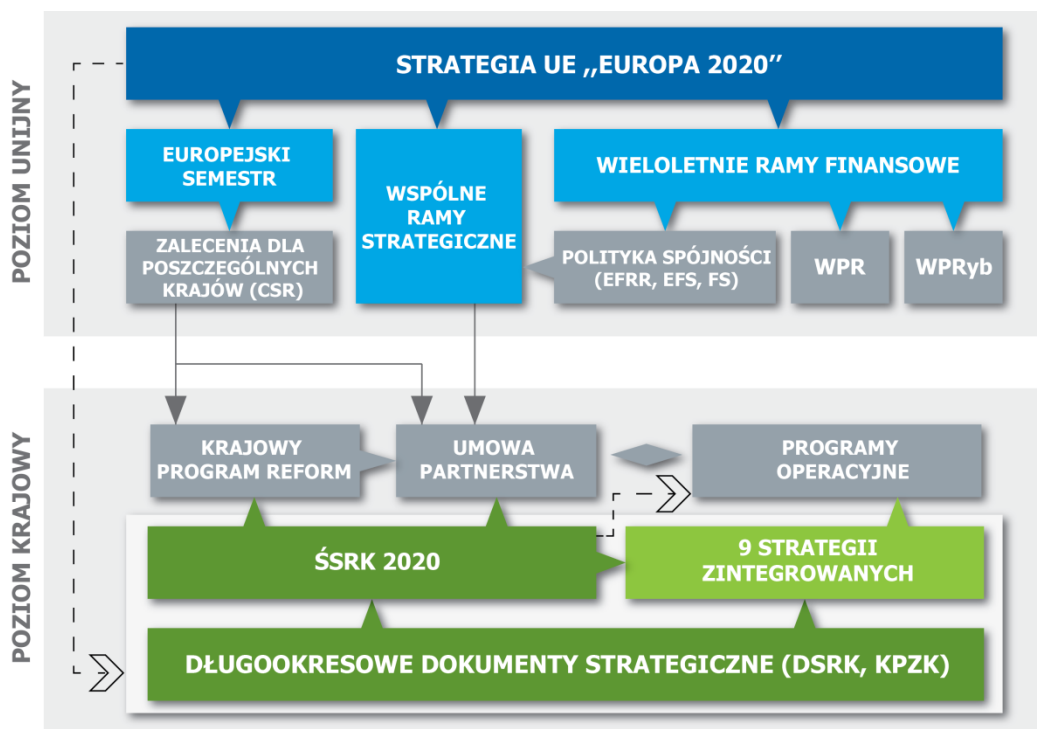 POZIOM UNIJNY
STRATEGIA UE „EUROPA 2020”
EUROPEJSKI
SEMESTR
WSPÓLNE
RAMY
STRATEGICZNE
WIELOLETNIE RAMY FINANSOWE
ZALECENIA DLA
POSZCZEGÓLNYCH
KRAJÓW (CSR)
POLITYKA SPÓJNOŚCI
(EFRR, EFS, FS)
WPR
WPRyb
POZIOM KRAJOWY
KRAJOWY
PROGRAM REFORM
UMOWA
PARTNERSTWA
PROGRAMY
OPERACYJNE
ŚSRK 2020
9 STRATEGII
ZINTEGROWANYCH
DŁUGOOKRESOWE DOKUMENTY STRATEGICZNE (DSRK, KPZK)